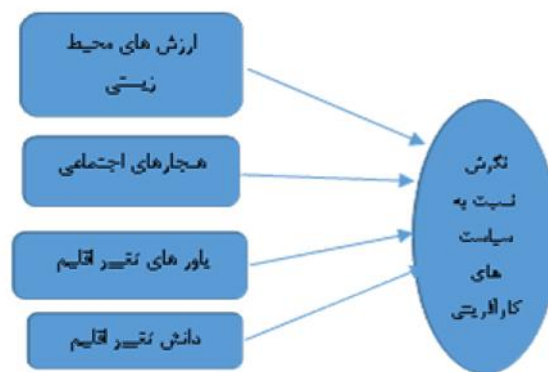 ارزش های محیط
زیستی
هنجارهای اجتماعی
باور های تغییر اقلیم
دانش تغییر اقلیم
نگرش
نسبت به
سیاست
های
کارآفرینی